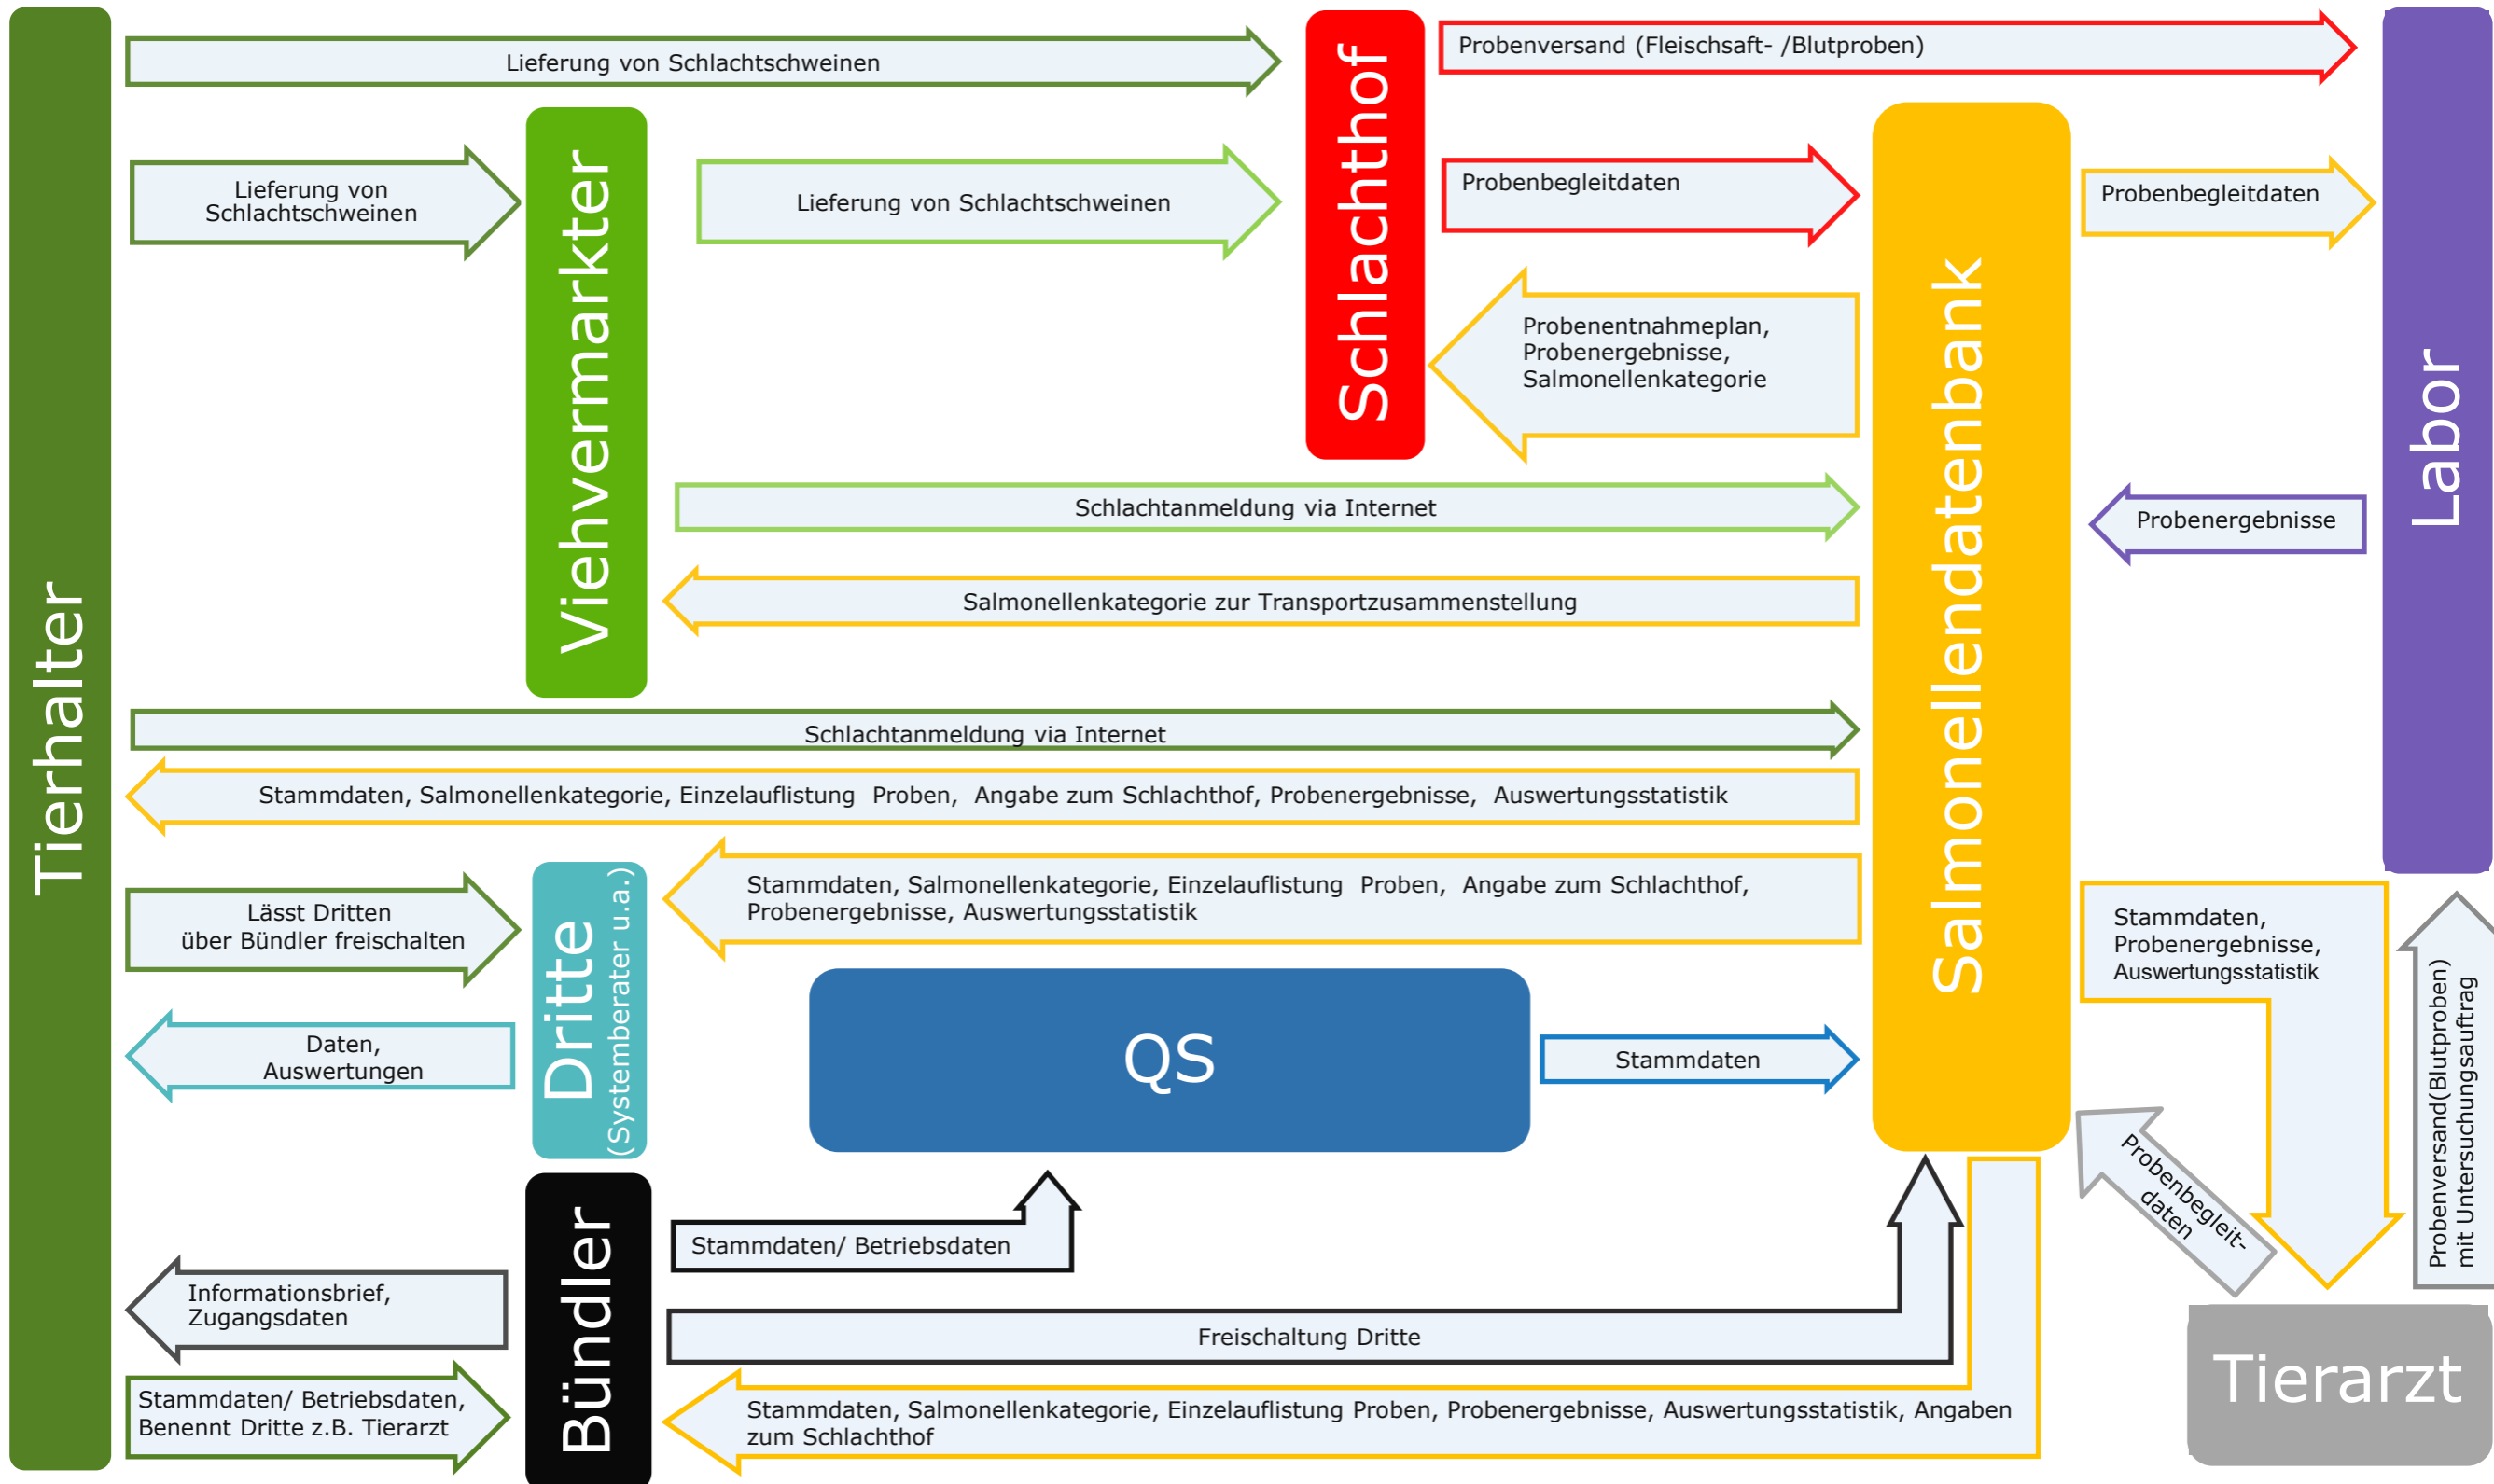 Tierhalter
Lieferung von Schlachtschweinen
Schlachthof
Probenversand (Fleischsaft- /Blutproben)
Labor
Lieferung von
Schlachtschweinen
Viehvermarkter
Lieferung von Schlachtschweinen
Probenbegleitdaten
Salmonellendatenbank
Probenbegleitdaten
Probenentnahmeplan,
Probenergebnisse,
Salmonellenkategorie
Schlachtanmeldung via Internet
Probenergebnisse
Salmonellenkategorie zur Transportzusammenstellung
Schlachtanmeldung via Internet
Stammdaten, Salmonellenkategorie, Einzelauflistung Proben, Angabe zum Schlachthof, Probenergebnisse, Auswertungsstatistik
Lässt Dritten
über Bündler freischalten
Dritte
(Systemberater u.a.)
Stammdaten, Salmonellenkategorie, Einzelauflistung Proben, Angabe zum Schlachthof,
Probenergebnisse, Auswertungsstatistik
Stammdaten,
Probenergebnisse,
Auswertungsstatistik
Probenversand(Blutproben)
mit Untersuchungsauftrag
Daten,
Auswertungen
QS
Stammdaten
Probenbegleit-
daten
Bündler
Stammdaten/ Betriebsdaten
Informationsbrief,
Zugangsdaten
Freischaltung Dritte
Tierarzt
Stammdaten/ Betriebsdaten,
Benennt Dritte z.B. Tierarzt
Stammdaten, Salmonellenkategorie, Einzelauflistung Proben, Probenergebnisse, Auswertungsstatistik, Angaben
zum Schlachthof